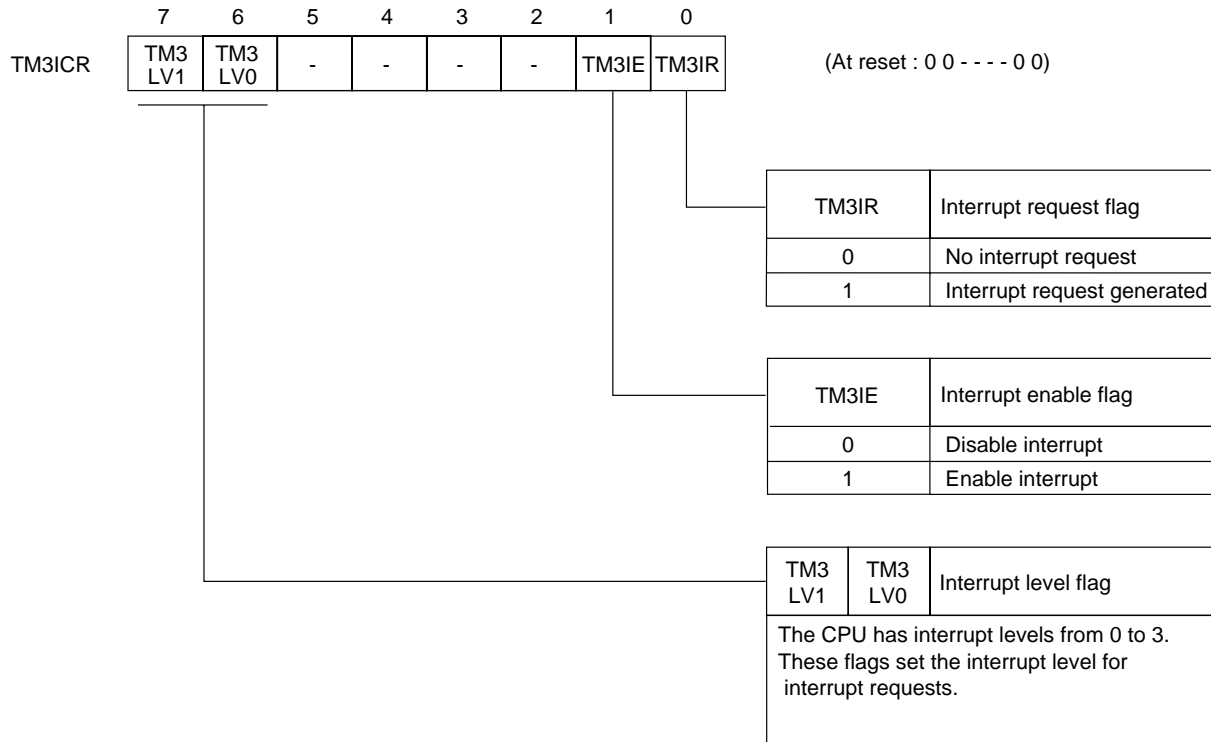 7 6 5 4 3 2 1 0
TM3ICR TM3 LV1 TM3 LV0 - - - - TM3IE TM3IR (At reset : 0 0 - - - - 0 0)
TM3IR Interrupt request flag
0 No interrupt request
1 Interrupt request generated
TM3IE Interrupt enable flag
0 Disable interrupt
1 Enable interrupt
TM3 LV1 TM3 LV0 Interrupt level flag
The CPU has interrupt levels from 0 to 3.
These flags set the interrupt level for
interrupt requests.